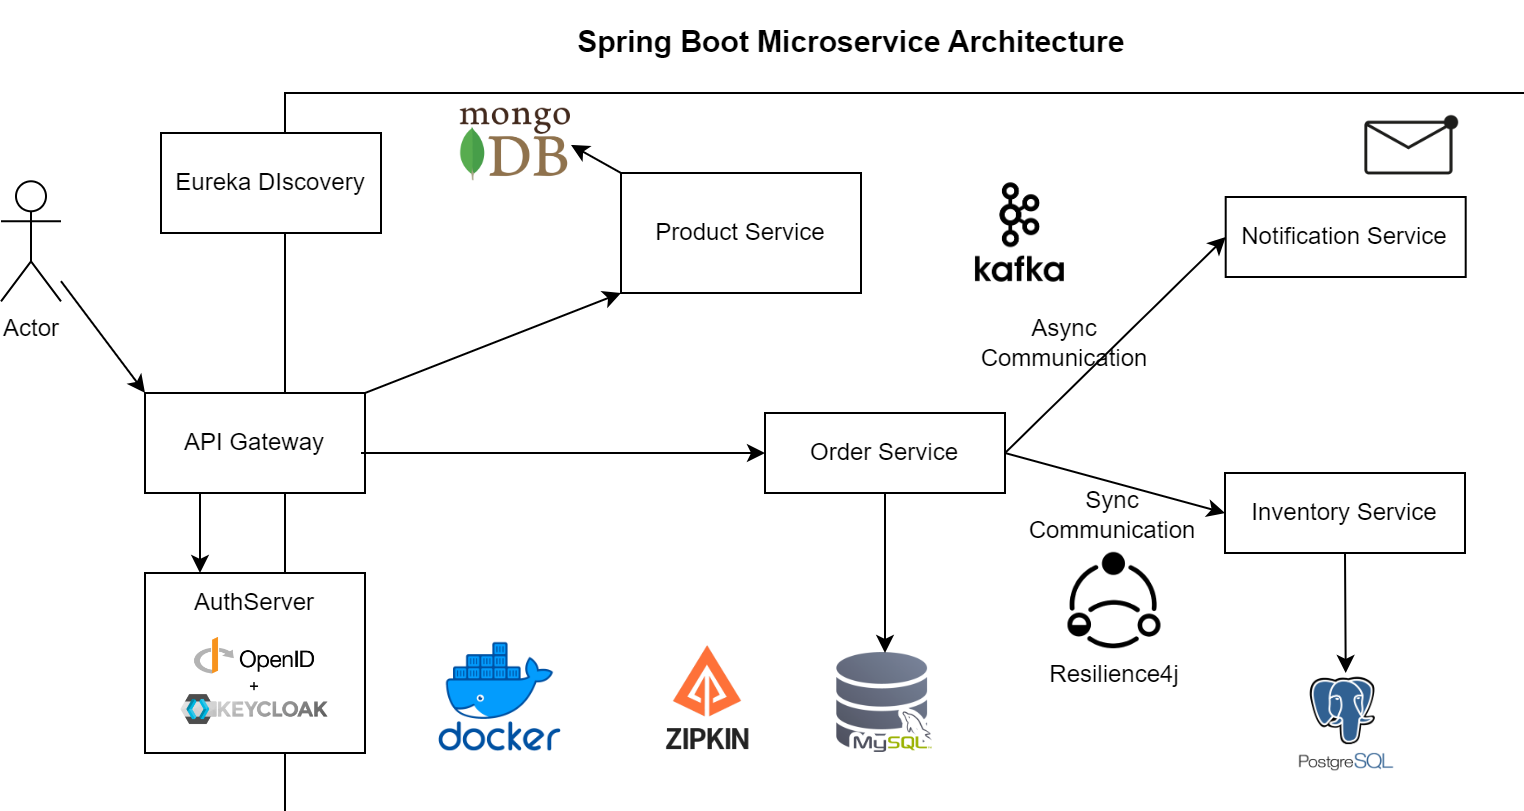 Spring Boot Microservice Architecture
mongo
DB
Eureka DIscovery
Product Service
kafka
Notification Service
Actor
Async
Communication
API Gateway
Order Service
Sync
Communication
Inventory Service
AuthServer
OpenID
+
KEYCLOAK
docker
ZIPKIN
MySQL
Resilience4j
PostgreSQL